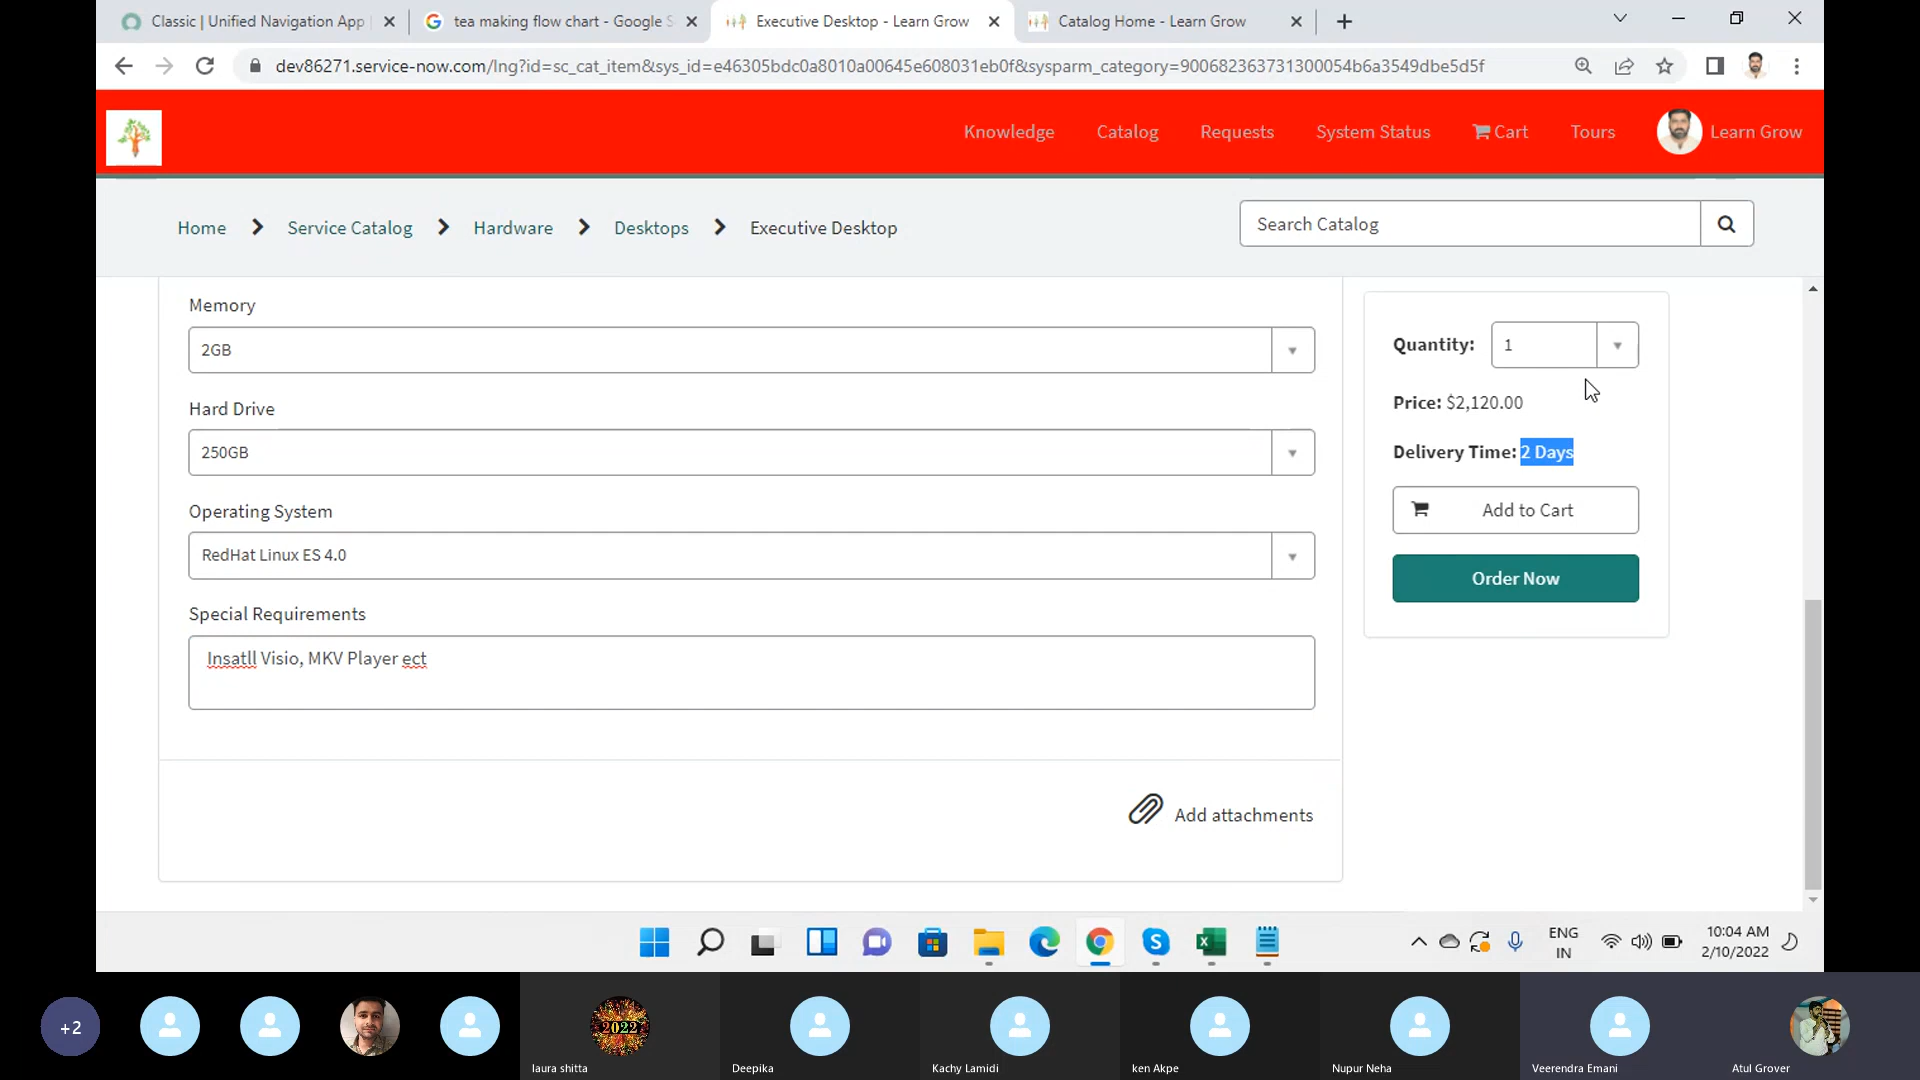 Classic | Unified Navigation App
tea making flow chart - Google S
Executive Desktop - Learn Grow
Catalog Home - Learn Grow
dev86271.service-now.com/lng?id=sc_cat_item&sys_id=e46305bdc0a8010a00645e608031eb0f&sysparm_category=900682363731300054b6a3549dbe5d5f
Knowledge
Catalog
Requests
System Status
Cart
Tours
Learn Grow
Home
Service Catalog
Hardware
Desktops
Executive Desktop
Search Catalog
Memory
2GB
Hard Drive
250GB
Operating System
RedHat Linux ES 4.0
Special Requirements
Insatll Visio, MKV Player ect
Add attachments
Quantity: 1
Price: $2,120.00
Delivery Time: 2 Days
Add to Cart
Order Now
ENG
IN
10:04 AM
2/10/2022
+2
2022
laura shitta
Deepika
Kachy Lamidi
ken Akpe
Nupur Neha
Veerendra Emani
Atul Grover